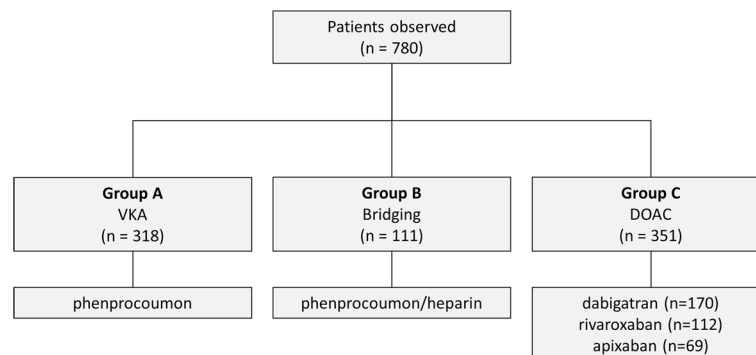 Patients observed
(n = 780)
Group A
VKA
(n = 318)
Group B
Bridging
(n = 111)
Group C
DOAC
(n = 351)
phenprocoumon
phenprocoumon/heparin
dabigatran (n=170)
rivaroxaban (n=112)
apixaban (n=69)